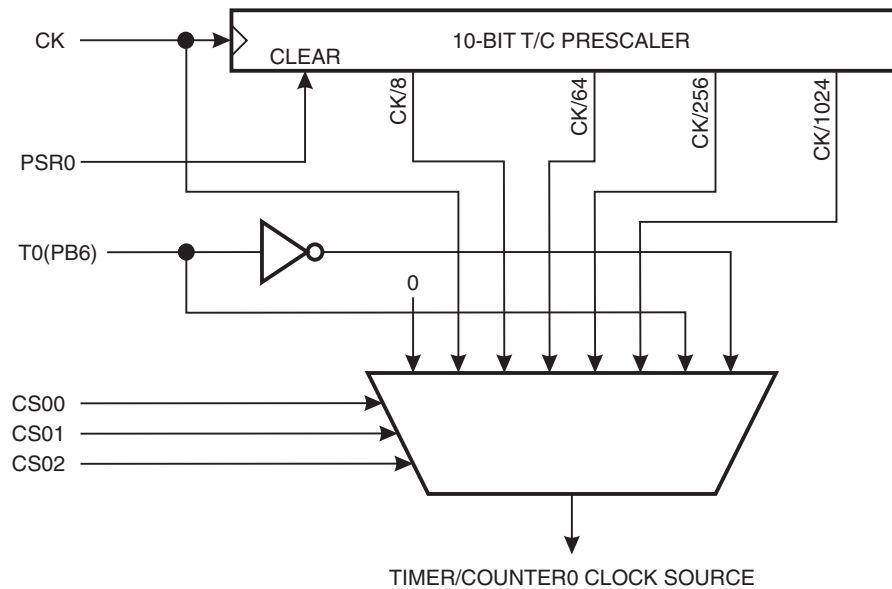 CK
10-BIT T/C PRESCALER
CLEAR
CK/8
CK/64
CK/256
CK/1024
PSR0
T0(PB6)
0
CS00
CS01
CS02
TIMER/COUNTER0 CLOCK SOURCE